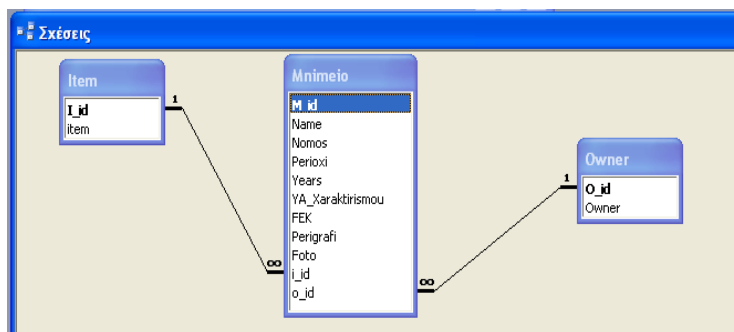 Σχέσεις
Item
I_id
item
1
∞
Mnimeio
M_id
Name
Nomos
Perioxi
Years
YA_Xaraktirismou
FEK
Perigrafi
Foto
i_id
o_id
∞
1
Owner
O_id
Owner